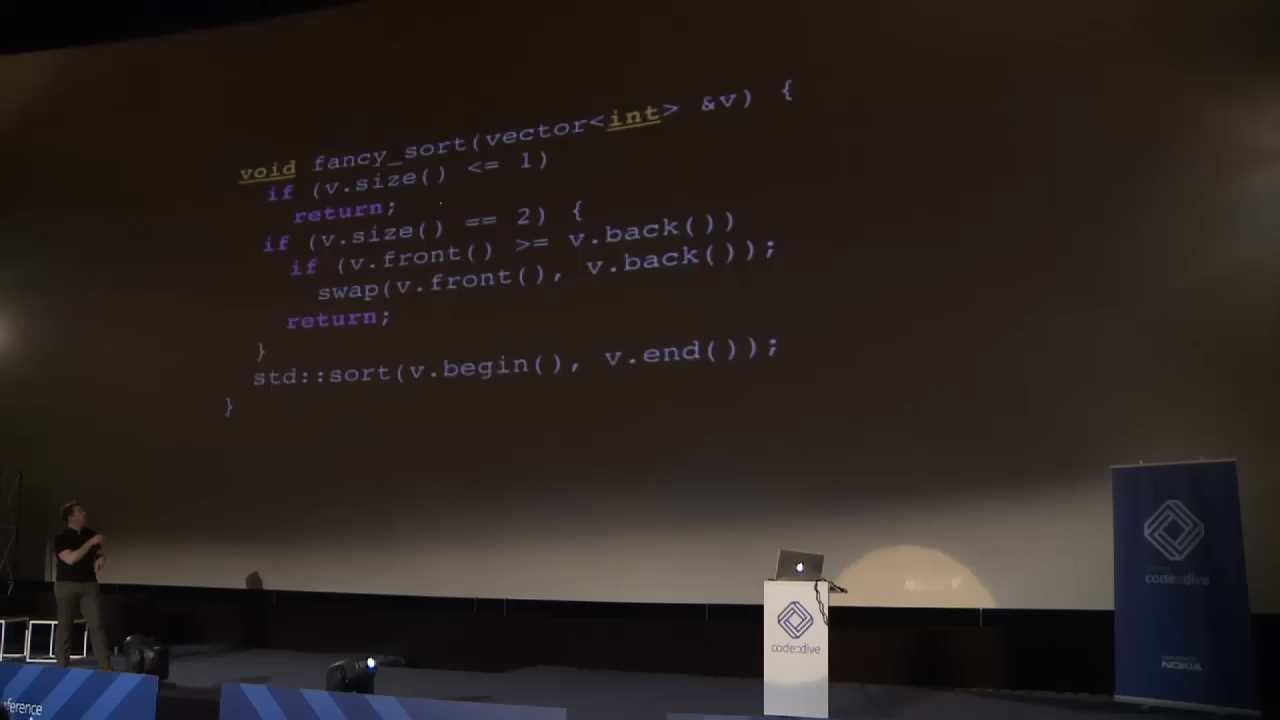 void fancy_sort(vector<int> &v) {
if (v.size() <= 1)
return;
if (v.size() == 2) {
if (v.front() >= v.back())
swap(v.front(), v.back());
return;
}
std::sort(v.begin(), v.end());
}
code::dive
NOKIA
code::dive
nference